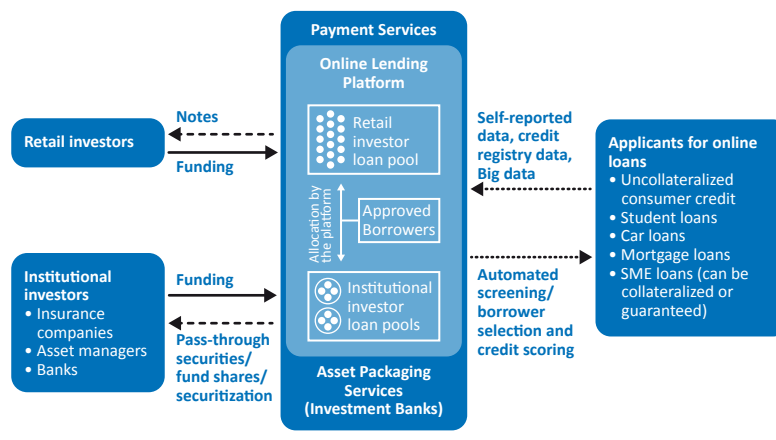 Payment Services
Online Lending
Platform
Retail
investor
loan pool
Allocation by
the platform
Approved
Borrowers
Institutional
investor
loan pools
Asset Packaging
Services
(Investment Banks)
Retail investors
Notes
Funding
Institutional
investors
• Insurance
companies
• Asset managers
• Banks
Funding
Pass-through
securities/
fund shares/
securitization
Self-reported
data, credit
registry data,
Big data
Automated
screening/
borrower
selection and
credit scoring
Applicants for online
loans
• Uncollateralized
consumer credit
• Student loans
• Car loans
• Mortgage loans
• SME loans (can be
collateralized or
guaranteed)